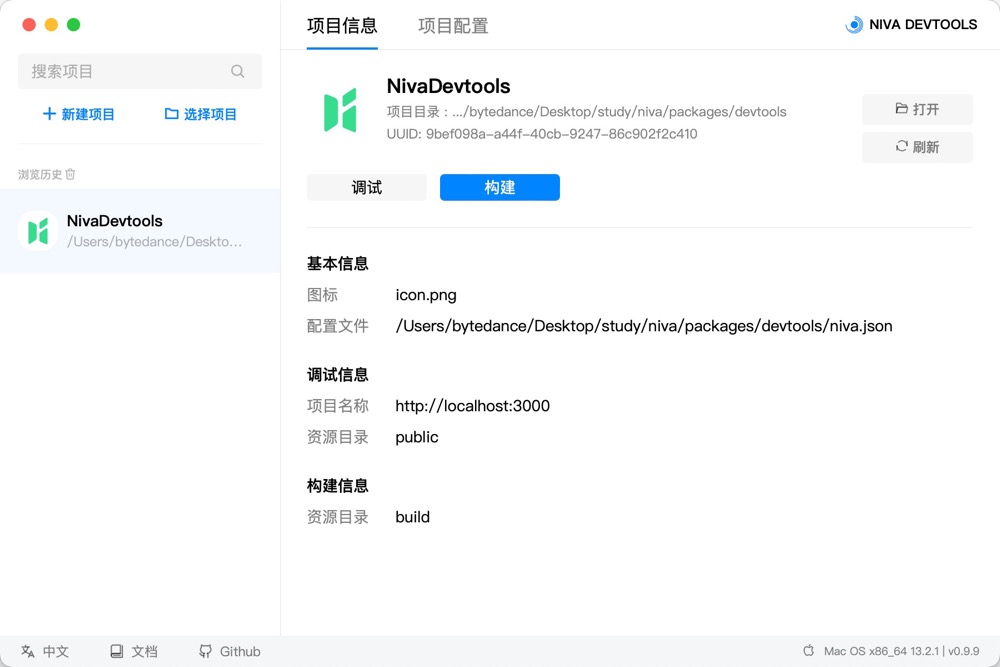 搜索项目
新建项目 选择项目
浏览历史
NivaDevtools
/Users/bytedance/Deskto...
项目信息 项目配置
NIVA DEVTOOLS
NivaDevtools
项目目录：.../bytedance/Desktop/study/niva/packages/devtools
UUID: 9bef098a-a44f-40cb-9247-86c902f2c410
打开
刷新
调试 构建
基本信息
图标 icon.png
配置文件 /Users/bytedance/Desktop/study/niva/packages/devtools/niva.json
调试信息
项目名称 http://localhost:3000
资源目录 public
构建信息
资源目录 build
中文 文档 Github
Mac OS x86_64 13.2.1 | v0.9.9